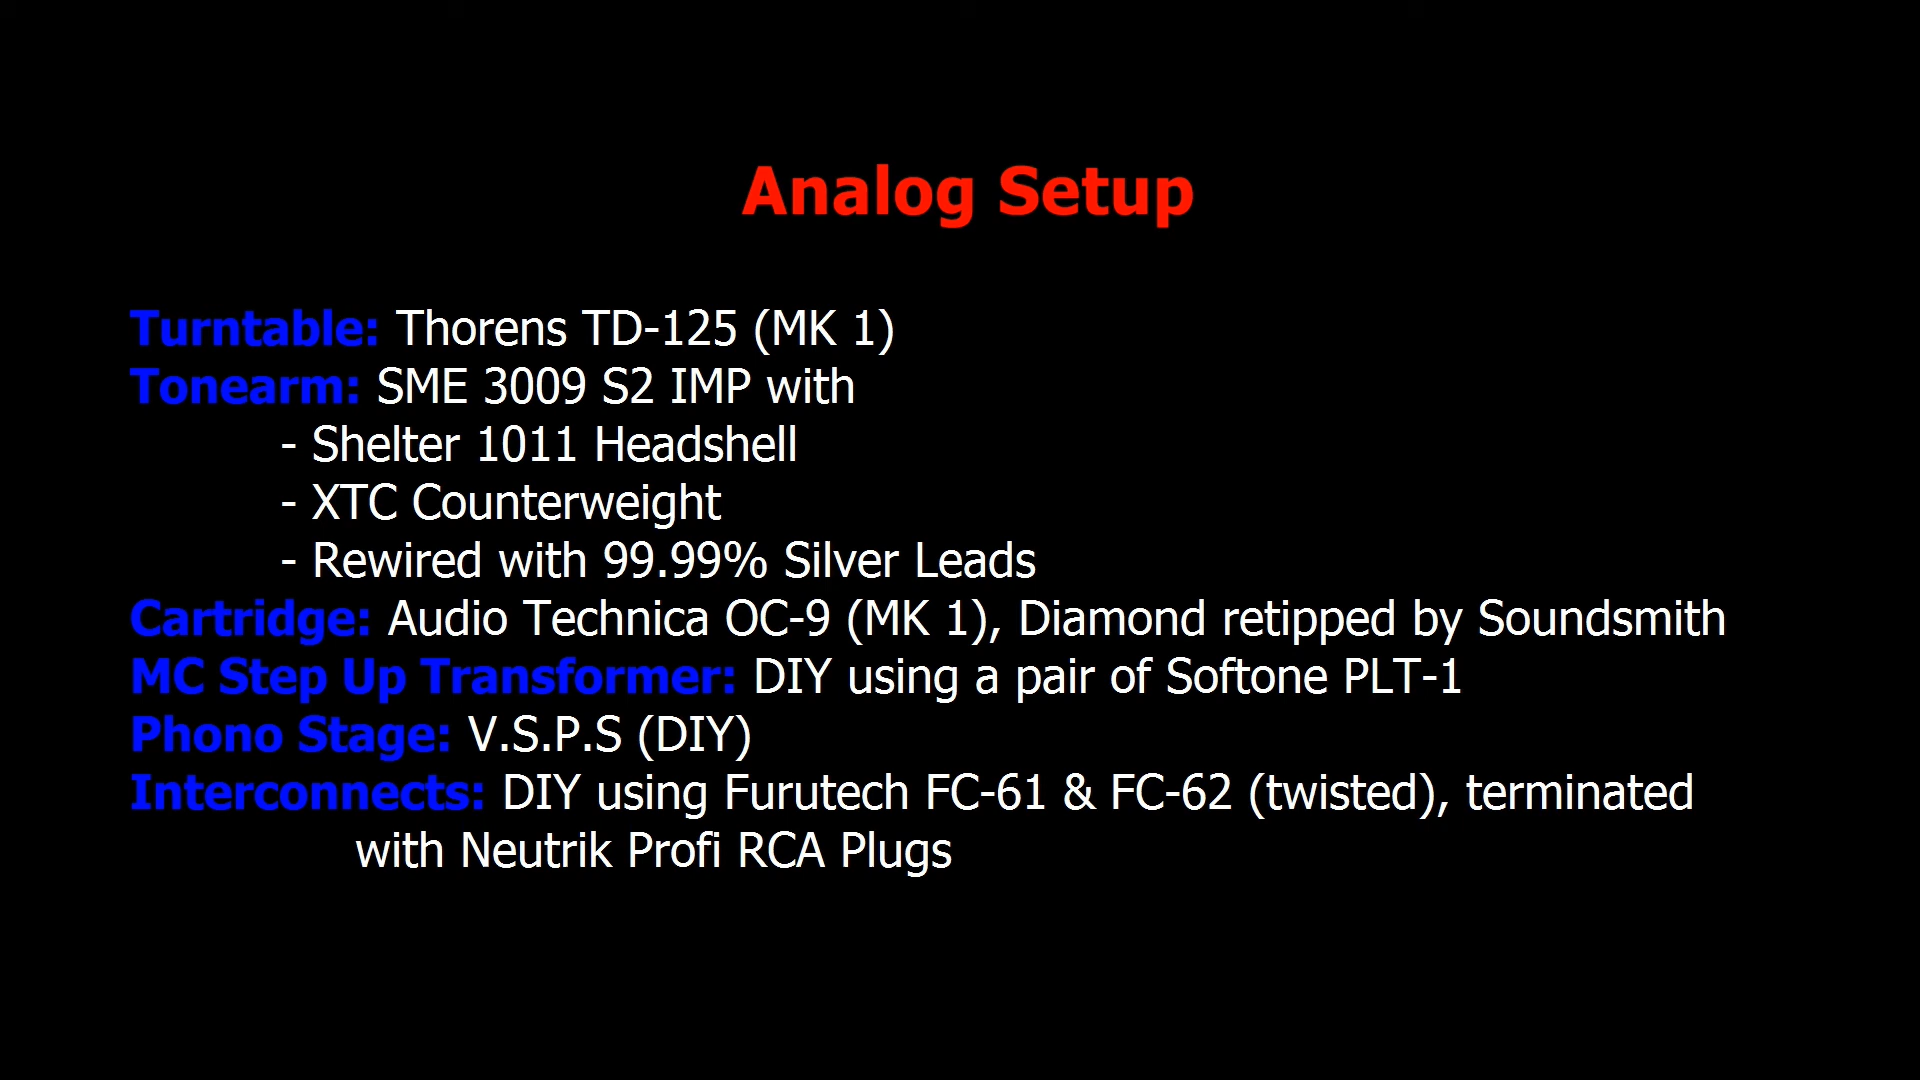 Analog Setup
Turntable: Thorens TD-125 (MK 1)
Tonearm: SME 3009 S2 IMP with
- Shelter 1011 Headshell
- XTC Counterweight
- Rewired with 99.99% Silver Leads
Cartridge: Audio Technica OC-9 (MK 1), Diamond retipped by Soundsmith
MC Step Up Transformer: DIY using a pair of Softone PLT-1
Phono Stage: V.S.P.S (DIY)
Interconnects: DIY using Furutech FC-61 & FC-62 (twisted), terminated
with Neutrik Profi RCA Plugs